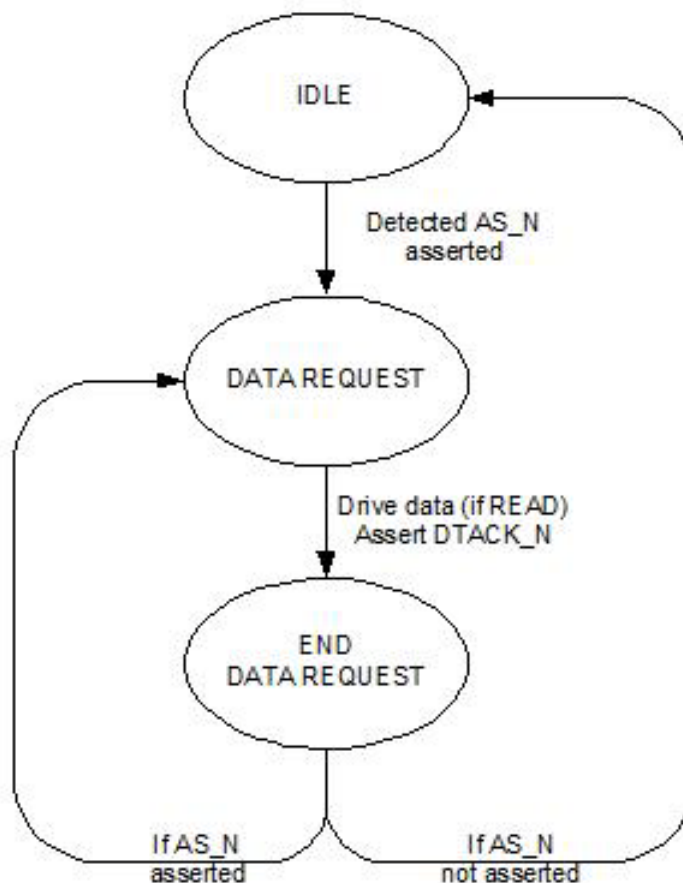 IDLE
Detected AS_N
asserted
DATA REQUEST
Drive data (if READ)
Assert DTACK_N
END
DATA REQUEST
If AS_N
asserted
If AS_N
not asserted